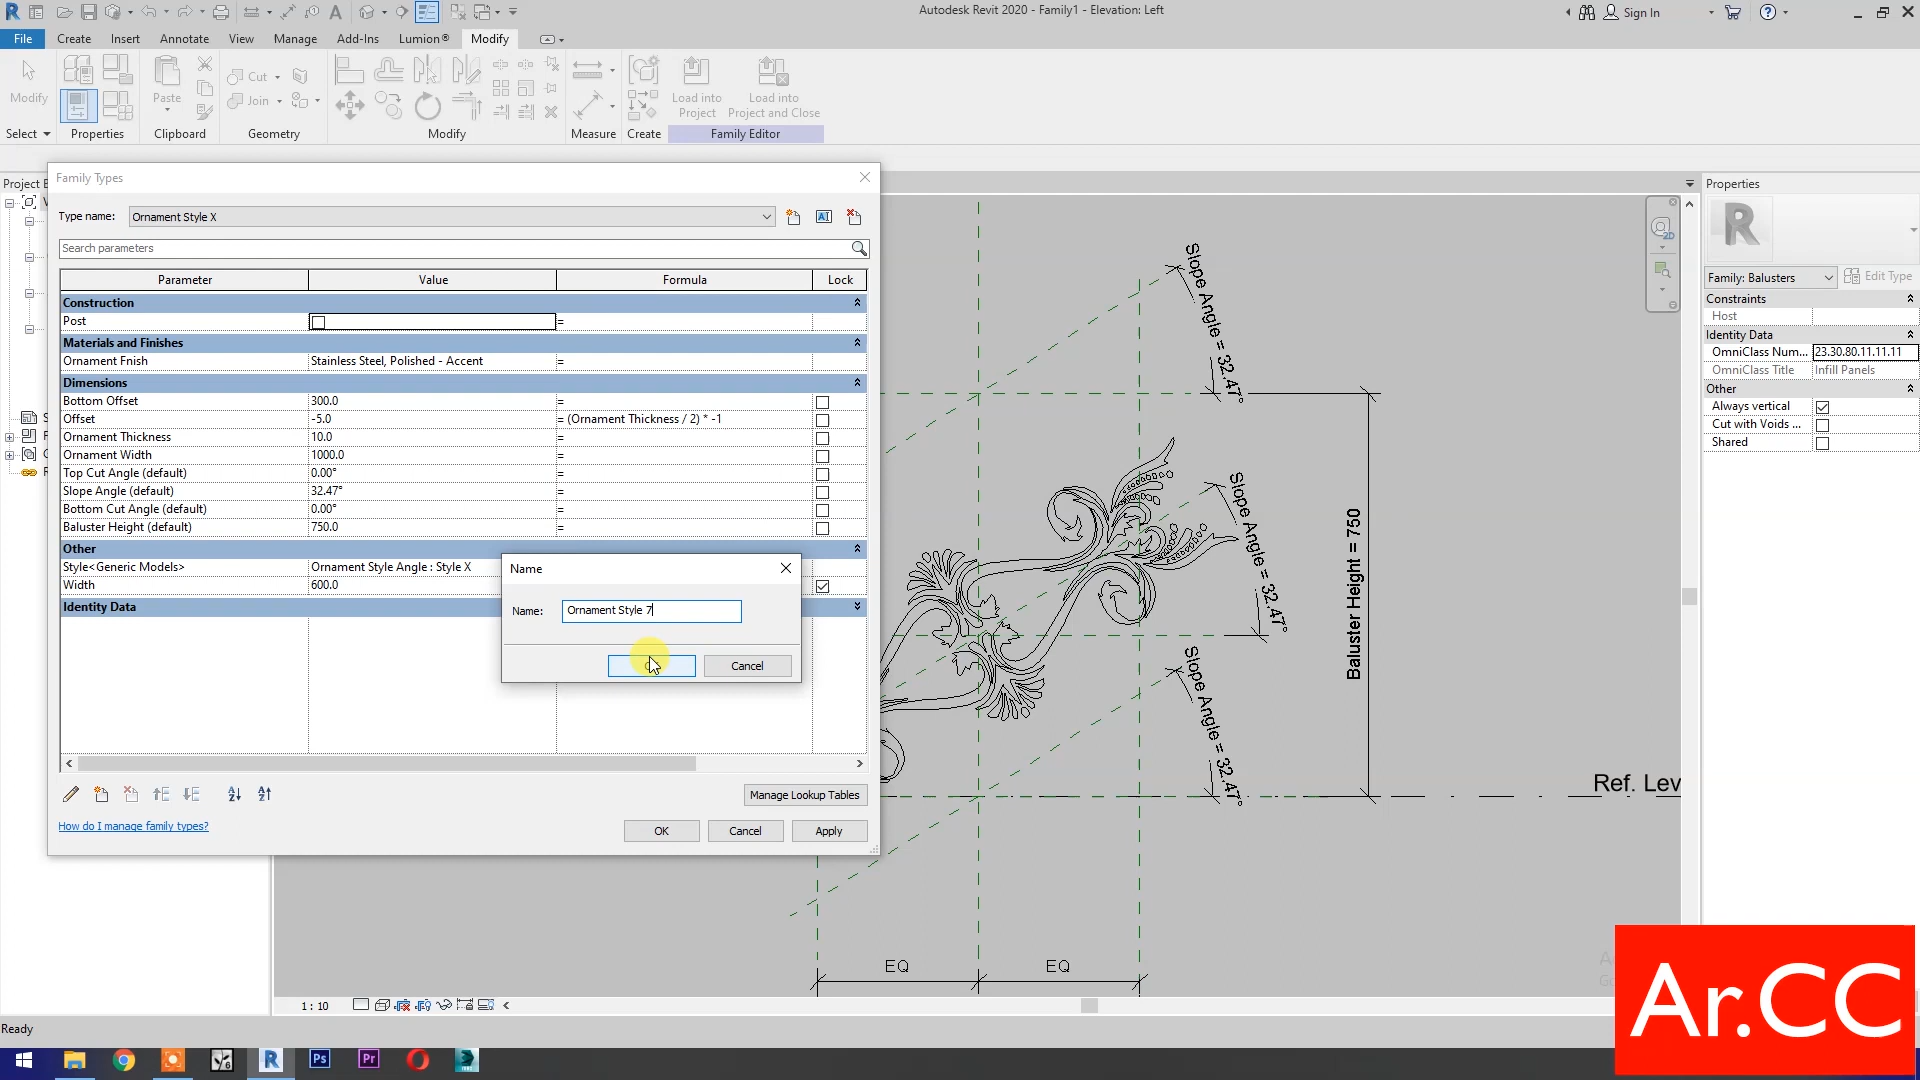 Autodesk Revit 2020 - Family1 - Elevation: Left
Sign In
File Create Insert Annotate View Manage Add-Ins Lumion® Modify
Modify
Paste
Cut
Join
Load into Project
Load into Project and Close
Select Properties Clipboard Geometry Modify Measure Create Family Editor
Project B
Family Types
Type name: Ornament Style X
Search parameters
Parameter Value Formula Lock
Construction
Post =
Materials and Finishes
Ornament Fnish Stainless Steel, Polished - Accent =
Dimensions
Bottom Offset 300.0 =
Offset -5.0 = (Ornament Thickness / 2) * -1
Ornament Thickness 10.0 =
Ornament Width 1000.0 =
Top Cut Angle (default) 0.00° =
Slope Angle (default) 32.47° =
Bottom Cut Angle (default) 0.00° =
Baluster Height (default) 750.0 =
Other
Style<Generic Models> Ornament Style Angle : Style X
Width 600.0
Identity Data
Name
Name: Ornament Style 7
Cancel
Manage Lookup Tables
How do I manage family types?
OK Cancel Apply
Slope Angle = 32.47°
Slope Angle = 32.47°
Slope Angle = 32.47°
Baluster Height = 750
Ref. Lev
EQ EQ
2D
Properties
R
Family: Balusters Edit Type
Constraints
Host
Identity Data
OmniClass Num... 23.30.80.11.11.11
OmniClass Title Infill Panels
Other
Always vertical
Cut with Voids ...
Shared
1 : 10
Ready
Ar.CC